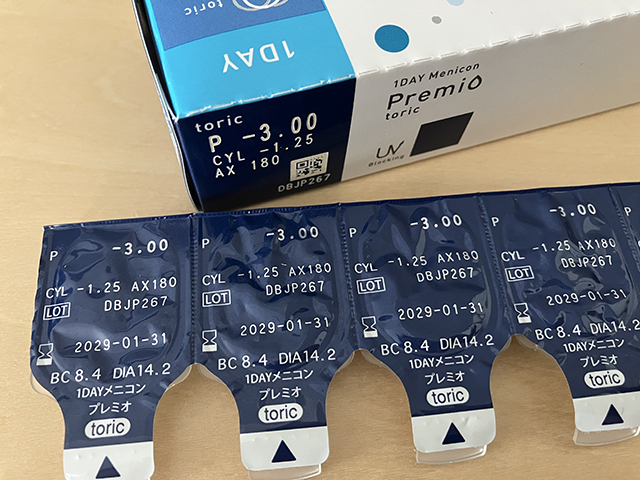 toric
1DAY
toric
P -3.00
CYL -1.25
AX 180
DBJP267
1DAY Menicon
Premio
toric
UV
Blocking
P -3.00
CYL -1.25 AX180
LOT DBJP267
2029-01-31
BC 8.4 DIA14.2
1DAYメニコン
プレミオ
toric
P -3.00
CYL -1.25 AX180
LOT DBJP267
2029-01-31
BC 8.4 DIA14.2
1DAYメニコン
プレミオ
toric
P -3.00
CYL -1.25 AX180
LOT DBJP267
2029-01-31
BC 8.4 DIA14.2
1DAYメニコン
プレミオ
toric
P -3.00
CYL -1.25 AX180
LOT DBJP267
2029-01-31
BC 8.4 DIA14.2
1DAYメニコン
プレミオ
toric
P
CYL
LOT